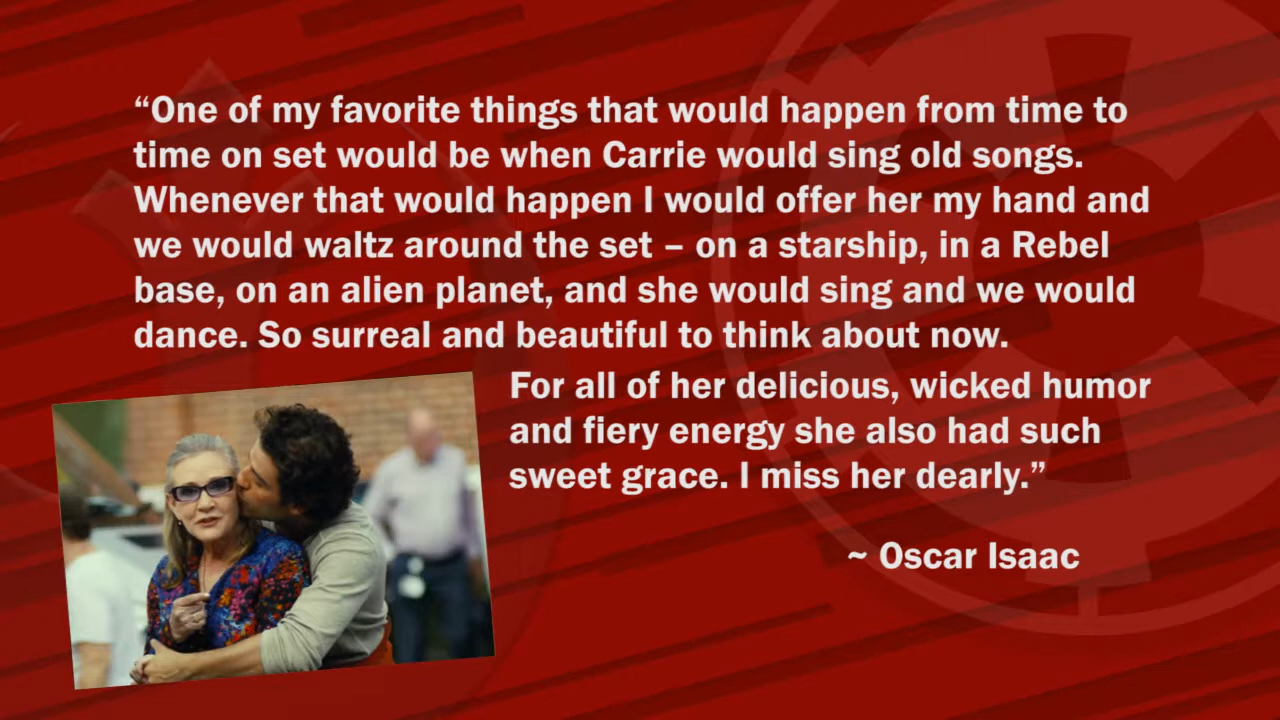 “One of my favorite things that would happen from time to
time on set would be when Carrie would sing old songs.
Whenever that would happen I would offer her my hand and
we would waltz around the set – on a starship, in a Rebel
base, on an alien planet, and she would sing and we would
dance. So surreal and beautiful to think about now.
For all of her delicious, wicked humor
and fiery energy she also had such
sweet grace. I miss her dearly.”
~ Oscar Isaac